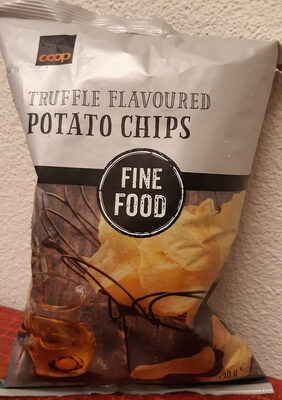 coop
TRUFFLE FLAVOURED
POTATO CHIPS
FINE
FOOD